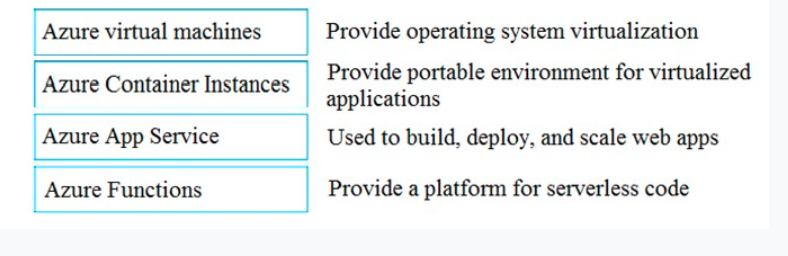 Azure virtual machines Provide operating system virtualization
Azure Container Instances Provide portable environment for virtualized
applications
Azure App Service Used to build, deploy, and scale web apps
Azure Functions Provide a platform for serverless code